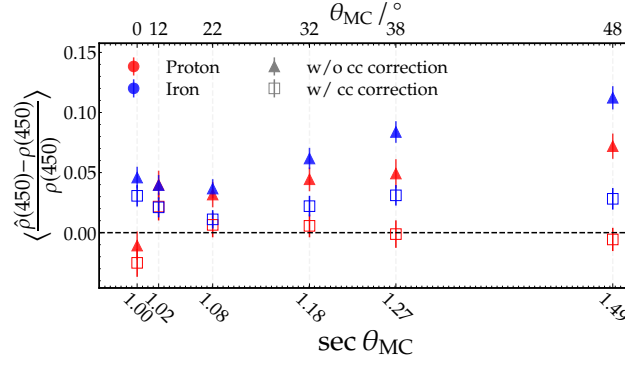 θMC / °
0 12 22 32 38 48
0.15
0.10
0.05
0.00
Proton
Iron
w/o cc correction
w/ cc correction
⟨ρ̂(450)−ρ(450) / ρ(450)⟩
1.00 1.02 1.08 1.18 1.27 1.49
sec θMC